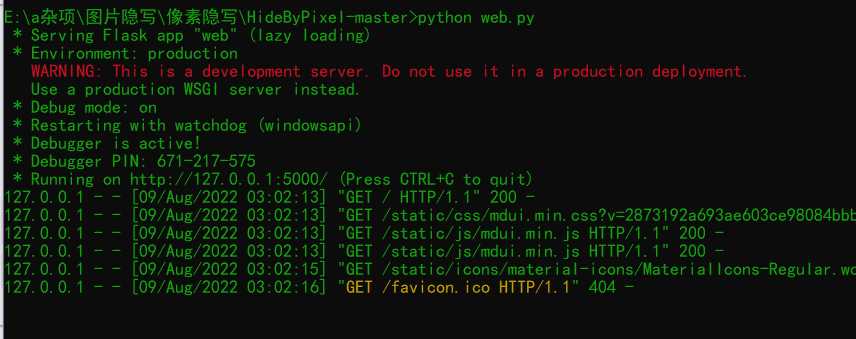 E:\a杂项\图片隐写\像素隐写\HideByPixel-master>python web.py
* Serving Flask app "web" (lazy loading)
* Environment: production
WARNING: This is a development server. Do not use it in a production deployment.
Use a production WSGI server instead.
* Debug mode: on
* Restarting with watchdog (windowsapi)
* Debugger is active!
* Debugger PIN: 671-217-575
* Running on http://127.0.0.1:5000/ (Press CTRL+C to quit)
127.0.0.1 - - [09/Aug/2022 03:02:13] "GET / HTTP/1.1" 200 -
127.0.0.1 - - [09/Aug/2022 03:02:13] "GET /static/css/mdui.min.css?v=2873192a693ae603ce98084bbb
127.0.0.1 - - [09/Aug/2022 03:02:13] "GET /static/js/mdui.min.js HTTP/1.1" 200 -
127.0.0.1 - - [09/Aug/2022 03:02:13] "GET /static/js/mdui.min.js HTTP/1.1" 200 -
127.0.0.1 - - [09/Aug/2022 03:02:15] "GET /static/icons/material-icons/MaterialIcons-Regular.wo
127.0.0.1 - - [09/Aug/2022 03:02:16] "GET /favicon.ico HTTP/1.1" 404 -